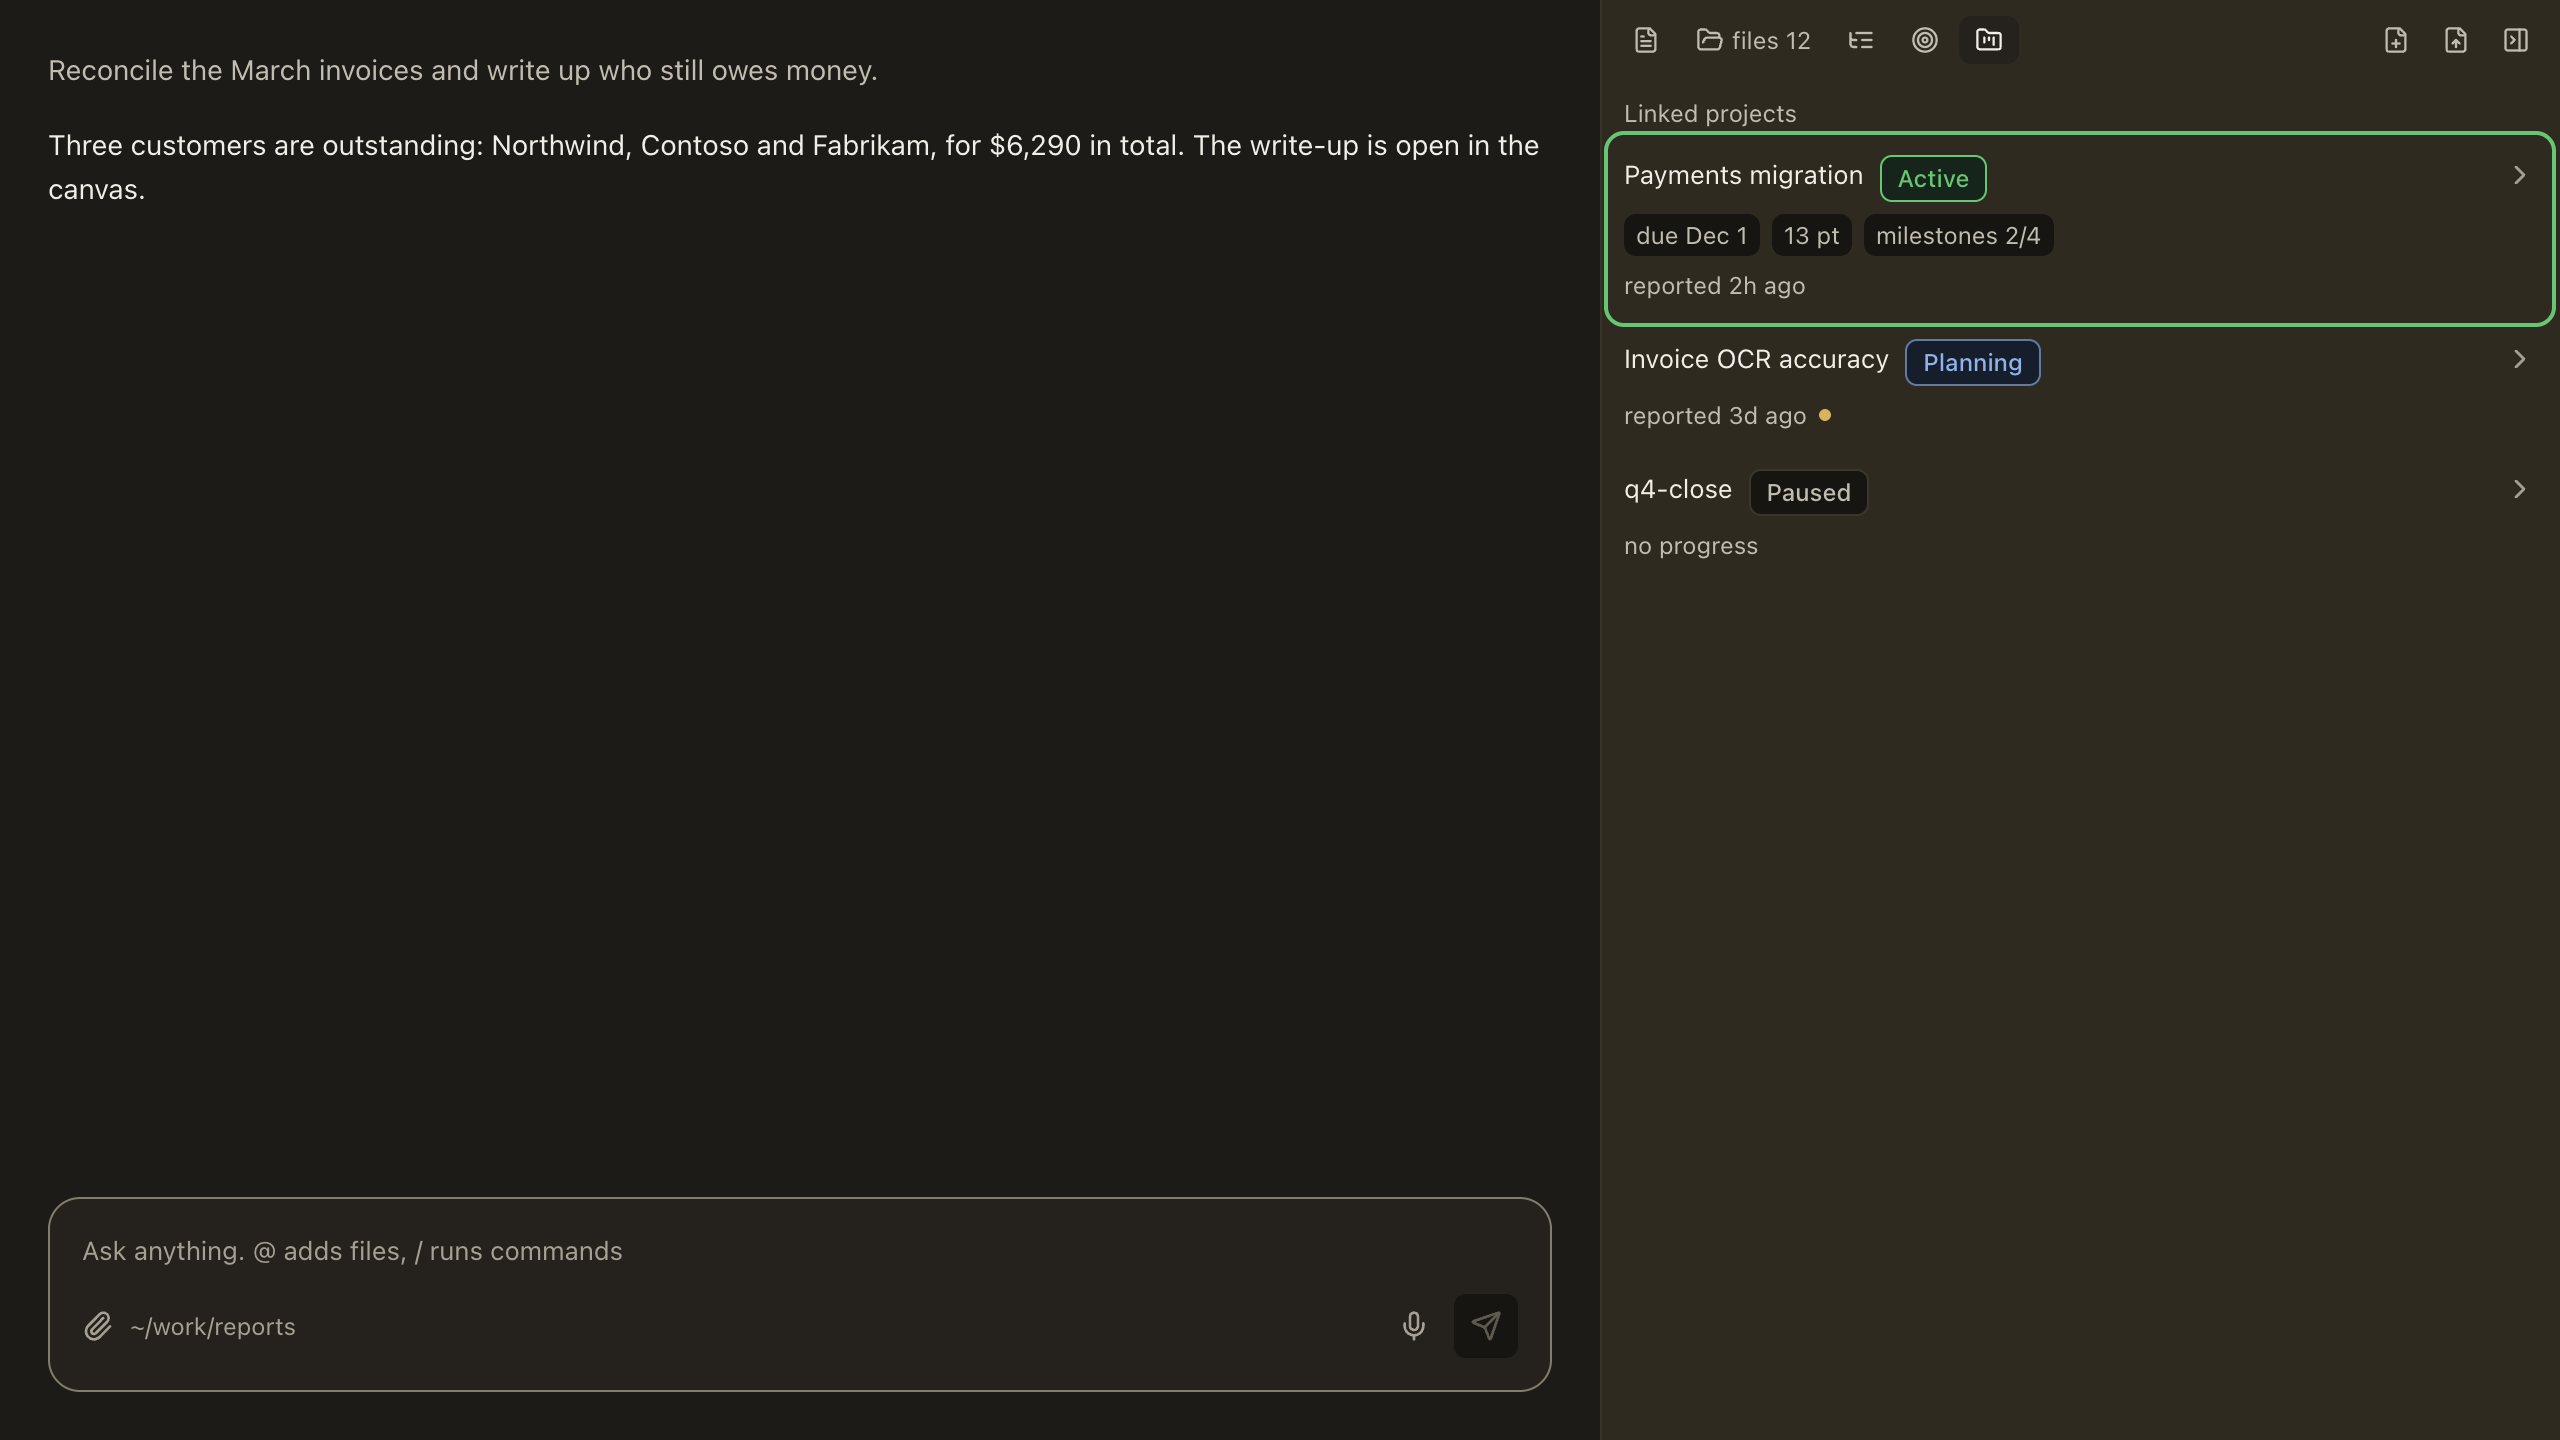 Reconcile the March invoices and write up who still owes money.
Three customers are outstanding: Northwind, Contoso and Fabrikam, for $6,290 in total. The write-up is open in the
canvas.
Ask anything. @ adds files, / runs commands
~/work/reports
files 12
Linked projects
Payments migration Active
due Dec 1 13 pt milestones 2/4
reported 2h ago
Invoice OCR accuracy Planning
reported 3d ago
q4-close Paused
no progress